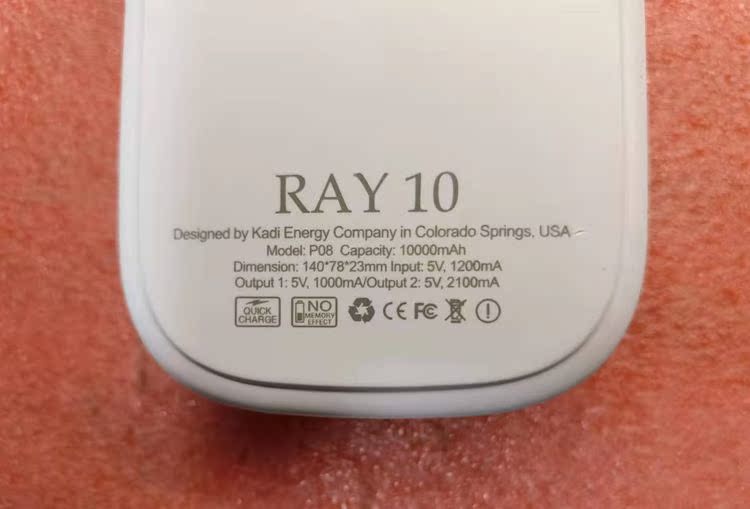 RAY 10
Designed by Kadi Energy Company in Colorado Springs, USA
Model: P08 Capacity: 10000mAh
Dimension: 140*78*23mm Input: 5V, 1200mA
Output 1: 5V, 1000mA/Output 2: 5V, 2100mA
QUICK CHARGE NO MEMORY EFFECT CE FC